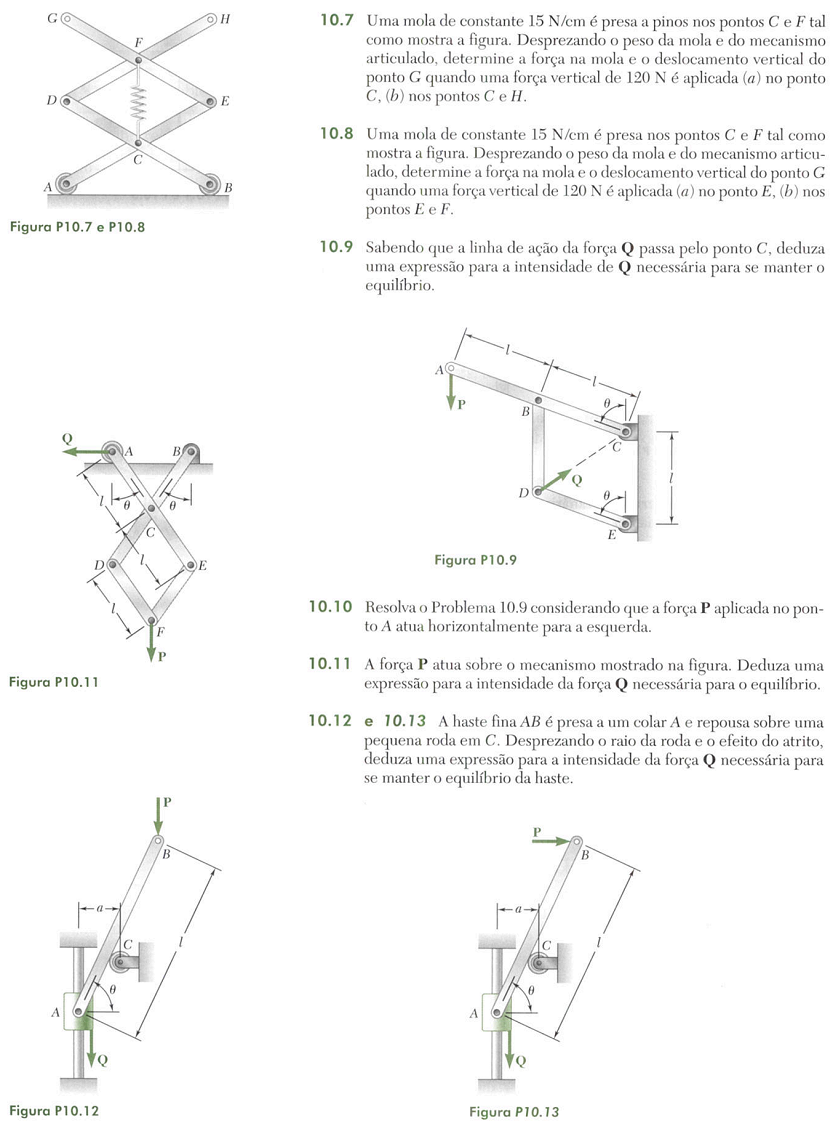 G
H
F
D
E
C
A
B
Figura P10.7 e P10.8
10.7 Uma mola de constante 15 N/cm é presa a pinos nos pontos C e F tal
como mostra a figura. Desprezando o peso da mola e do mecanismo
articulado, determine a força na mola e o deslocamento vertical do
ponto G quando uma força vertical de 120 N é aplicada (a) no ponto
C, (b) nos pontos C e H.
10.8 Uma mola de constante 15 N/cm é presa nos pontos C e F tal como
mostra a figura. Desprezando o peso da mola e do mecanismo articu-
lado, determine a força na mola e o deslocamento vertical do ponto G
quando uma força vertical de 120 N é aplicada (a) no ponto E, (b) nos
pontos E e F.
10.9 Sabendo que a linha de ação da força Q passa pelo ponto C, deduza
uma expressão para a intensidade de Q necessária para se manter o
equilíbrio.
l
l
A
P
B
θ
C
l
D
Q
θ
E
Figura P10.9
Q
A
B
l
θ
θ
C
D
l
E
l
F
P
Figura P10.11
10.10 Resolva o Problema 10.9 considerando que a força P aplicada no pon-
to A atua horizontalmente para a esquerda.
10.11 A força P atua sobre o mecanismo mostrado na figura. Deduza uma
expressão para a intensidade da força Q necessária para o equilíbrio.
10.12 e 10.13 A haste fina AB é presa a um colar A e repousa sobre uma
pequena roda em C. Desprezando o raio da roda e o efeito do atrito,
deduza uma expressão para a intensidade da força Q necessária para
se manter o equilíbrio da haste.
P
B
a
C
l
θ
A
Q
Figura P10.12
P
B
a
C
l
θ
A
Q
Figura P10.13